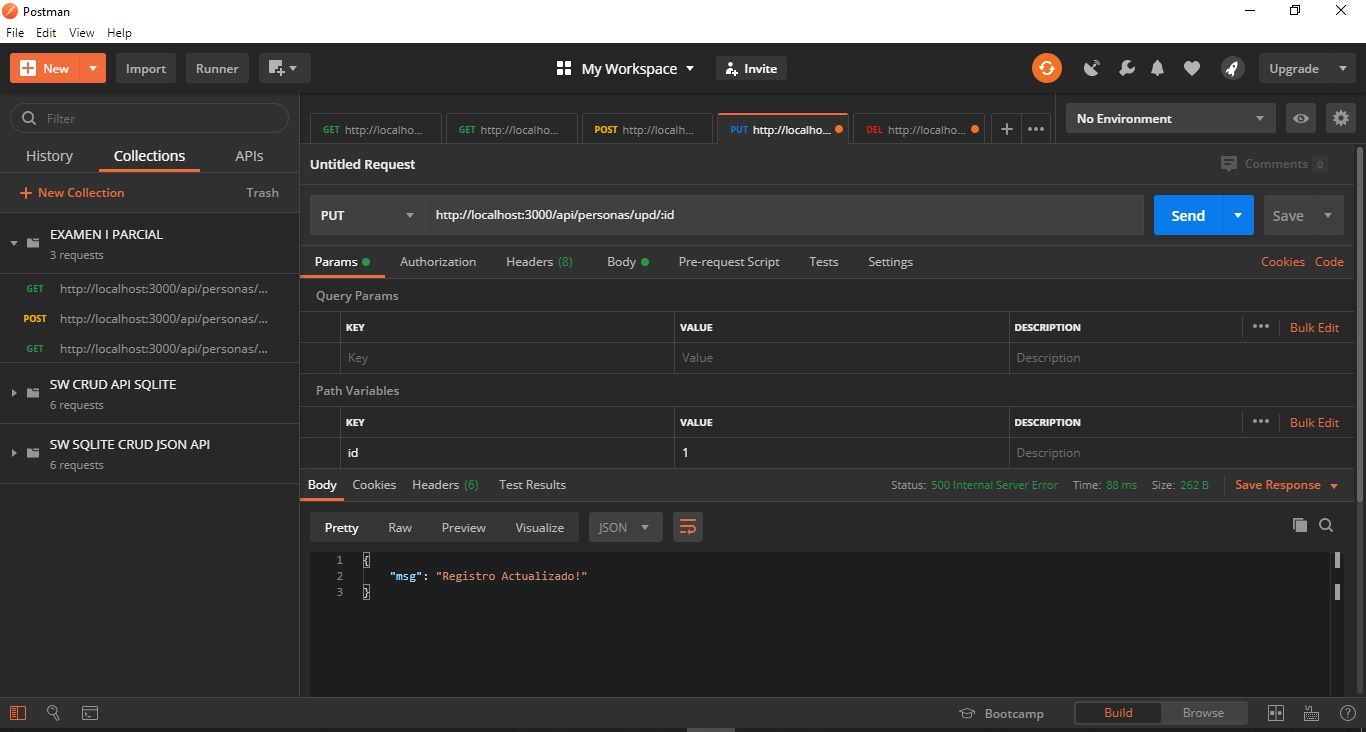 Postman
File Edit View Help
New Import Runner My Workspace Invite Upgrade
Filter
History Collections APIs
New Collection Trash
EXAMEN I PARCIAL
3 requests
GET http://localhost:3000/api/personas/...
POST http://localhost:3000/api/personas/...
GET http://localhost:3000/api/personas/...
SW CRUD API SQLITE
6 requests
SW SQLITE CRUD JSON API
6 requests
GET http://localho... GET http://localho... POST http://localh... PUT http://localho... DEL http://localho... No Environment
Untitled Request Comments 0
PUT http://localhost:3000/api/personas/upd/:id Send Save
Params Authorization Headers (8) Body Pre-request Script Tests Settings Cookies Code
Query Params
KEY VALUE DESCRIPTION Bulk Edit
Key Value Description
Path Variables
KEY VALUE DESCRIPTION Bulk Edit
id 1 Description
Body Cookies Headers (6) Test Results Status: 500 Internal Server Error Time: 88 ms Size: 262 B Save Response
Pretty Raw Preview Visualize JSON
1 {
2 "msg": "Registro Actualizado!"
3 }
Bootcamp Build Browse